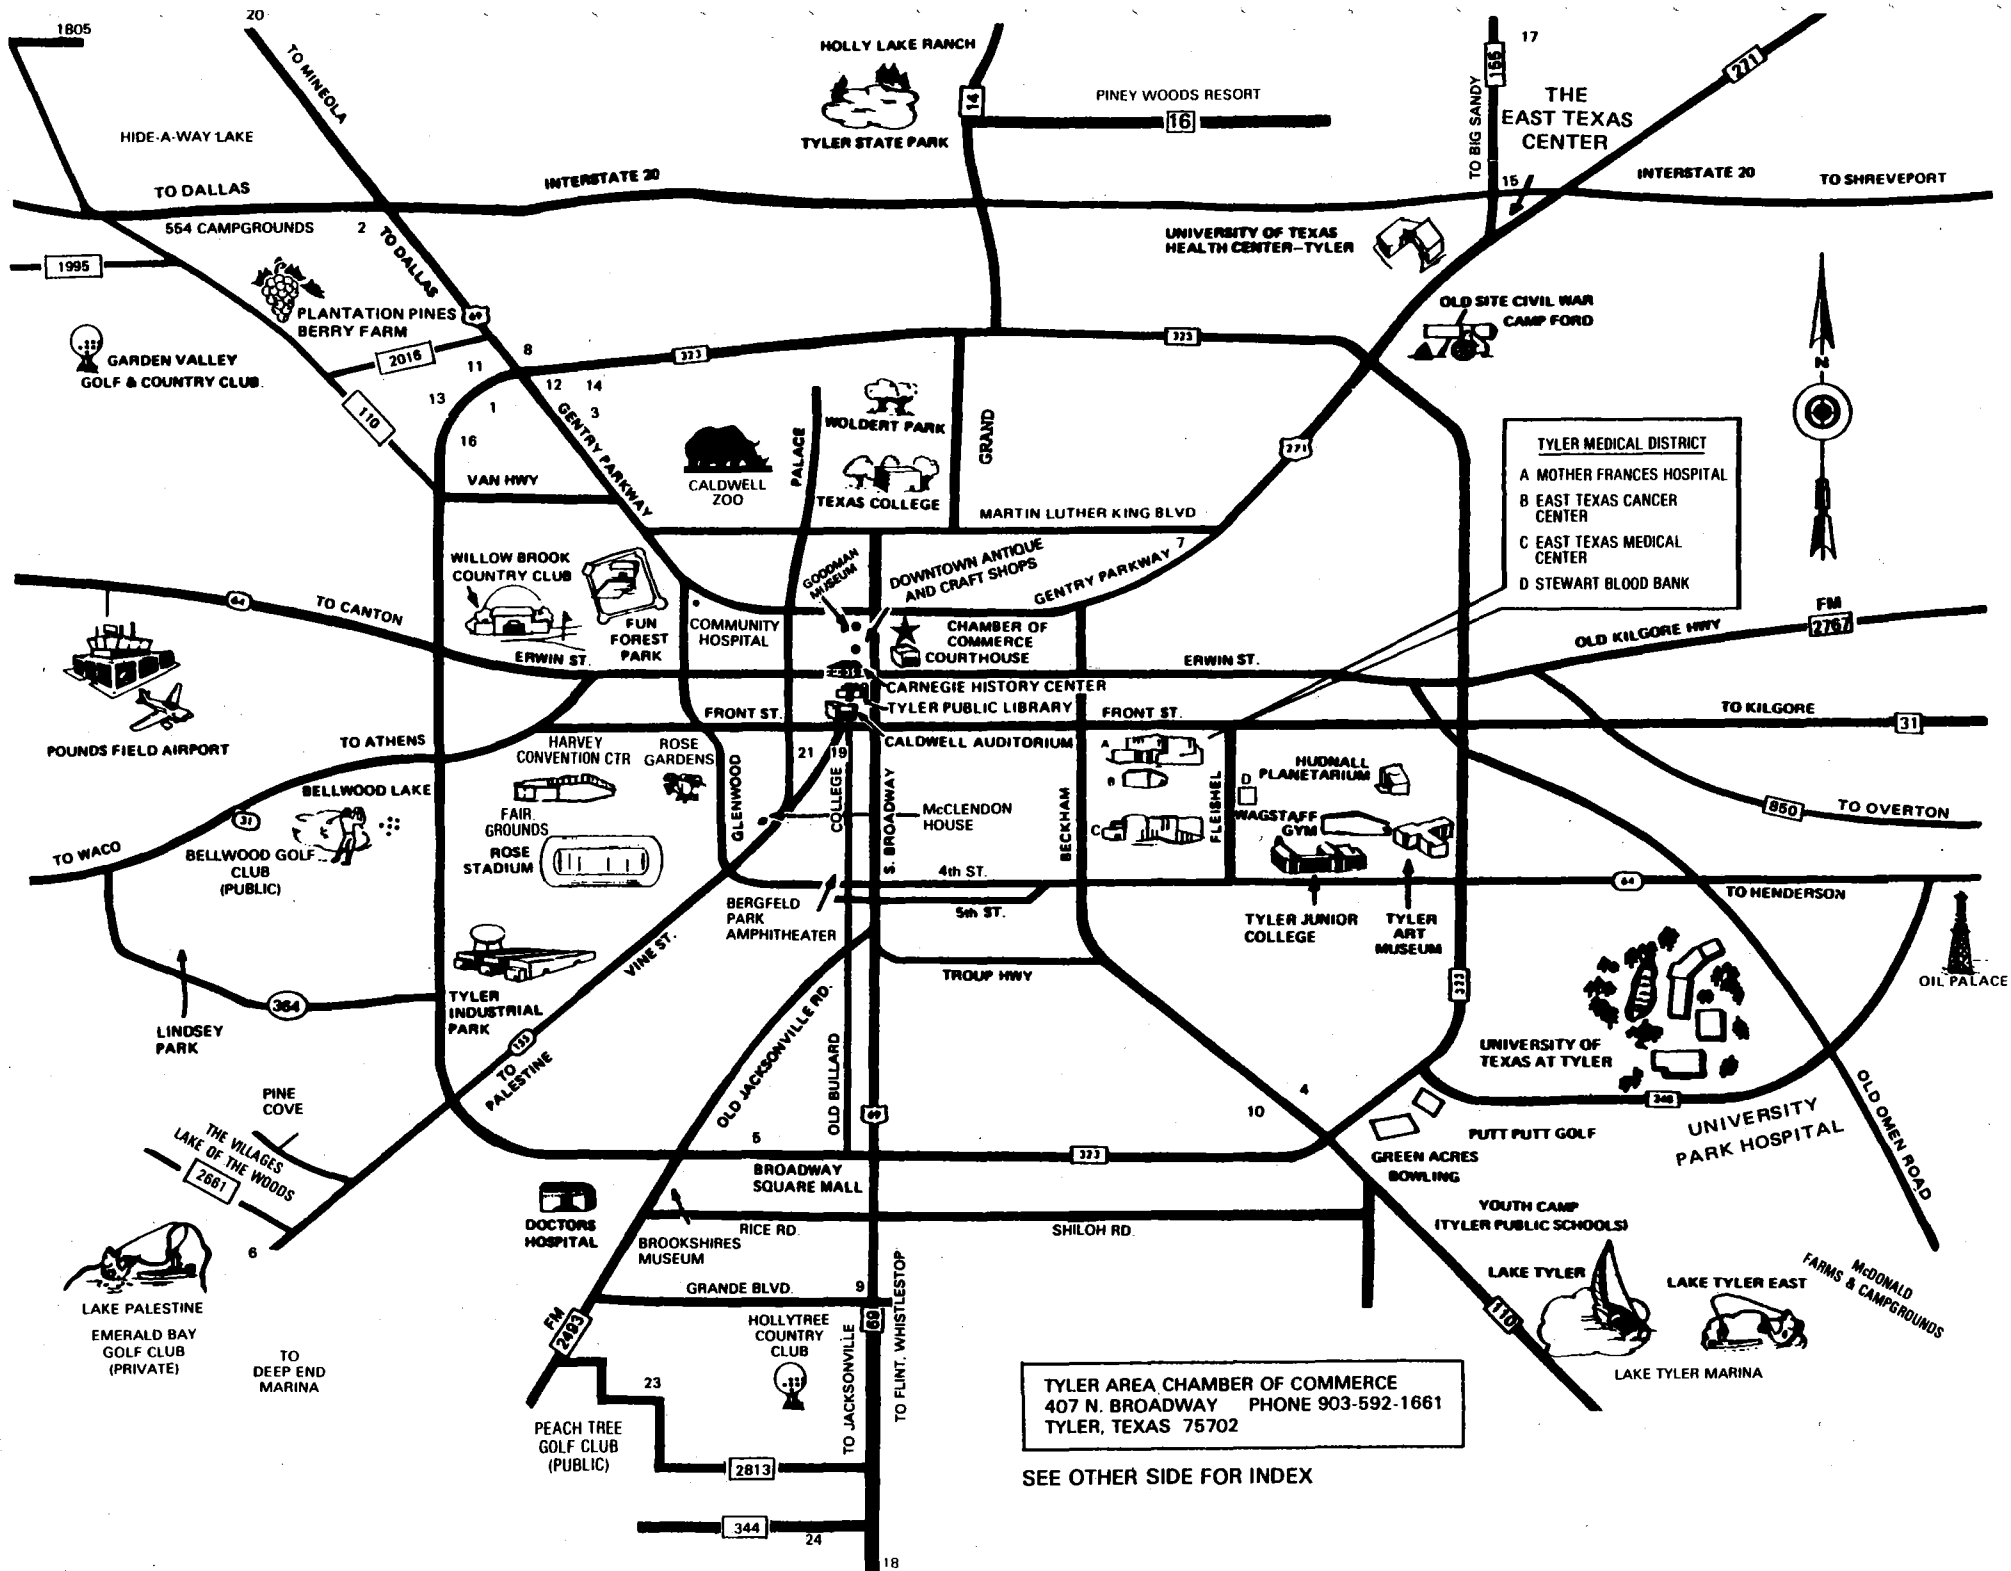 20
1805
TO MINEOLA
HOLLY LAKE RANCH
17
155
271
14
PINEY WOODS RESORT
16
TO BIG SANDY
THE
EAST TEXAS
CENTER
HIDE-A-WAY LAKE
TYLER STATE PARK
TO DALLAS
INTERSTATE 20
15
INTERSTATE 20
TO SHREVEPORT
554 CAMPGROUNDS
2
TO DALLAS
UNIVERSITY OF TEXAS
HEALTH CENTER–TYLER
1995
PLANTATION PINES
BERRY FARM
69
OLD SITE CIVIL WAR
CAMP FORD
GARDEN VALLEY
GOLF & COUNTRY CLUB.
2016
11
8
323
323
N
13
1
12
14
3
110
16
GENTRY PARKWAY
PALACE
WOLDERT PARK
GRAND
271
CALDWELL
ZOO
TEXAS COLLEGE
VAN HWY
MARTIN LUTHER KING BLVD
TYLER MEDICAL DISTRICT
A MOTHER FRANCES HOSPITAL
B EAST TEXAS CANCER
CENTER
C EAST TEXAS MEDICAL
CENTER
D STEWART BLOOD BANK
WILLOW BROOK
COUNTRY CLUB
GOODMAN
MUSEUM
DOWNTOWN ANTIQUE
AND CRAFT SHOPS
GENTRY PARKWAY
7
64
TO CANTON
FUN
FOREST
PARK
COMMUNITY
HOSPITAL
CHAMBER OF
COMMERCE
COURTHOUSE
ERWIN ST.
ERWIN ST.
OLD KILGORE HWY
FM
2767
CARNEGIE HISTORY CENTER
TYLER PUBLIC LIBRARY
FRONT ST.
FRONT ST.
TO KILGORE
31
POUNDS FIELD AIRPORT
TO ATHENS
HARVEY
CONVENTION CTR
ROSE
GARDENS
21
19
CALDWELL AUDITORIUM
A
B
C
D
HUDNALL
PLANETARIUM
BELLWOOD LAKE
31
FAIR
GROUNDS
GLENWOOD
COLLEGE
S. BROADWAY
McCLENDON
HOUSE
BECKHAM
FLEISHEL
WAGSTAFF
GYM
850
TO OVERTON
TO WACO
BELLWOOD GOLF
CLUB
(PUBLIC)
ROSE
STADIUM
4th ST.
64
TO HENDERSON
BERGFELD
PARK
AMPHITHEATER
5th ST.
TYLER JUNIOR
COLLEGE
TYLER
ART
MUSEUM
VINE ST.
TROUP HWY
323
OIL PALACE
364
LINDSEY
PARK
TYLER
INDUSTRIAL
PARK
155
TO
PALESTINE
OLD JACKSONVILLE RD.
OLD BULLARD
UNIVERSITY OF
TEXAS AT TYLER
PINE
COVE
4
10
69
248
OLD OMEN ROAD
THE VILLAGES
LAKE OF THE WOODS
2661
5
BROADWAY
SQUARE MALL
323
PUTT PUTT GOLF
GREEN ACRES
BOWLING
UNIVERSITY
PARK HOSPITAL
DOCTORS
HOSPITAL
BROOKSHIRES
MUSEUM
RICE RD.
SHILOH RD.
YOUTH CAMP
(TYLER PUBLIC SCHOOLS)
6
LAKE PALESTINE
EMERALD BAY
GOLF CLUB
(PRIVATE)
TO
DEEP END
MARINA
GRANDE BLVD.
9
FM
2493
69
HOLLYTREE
COUNTRY
CLUB
TO JACKSONVILLE
TO FLINT, WHISTLESTOP
LAKE TYLER
LAKE TYLER EAST
McDONALD
FARMS & CAMPGROUNDS
110
LAKE TYLER MARINA
23
PEACH TREE
GOLF CLUB
(PUBLIC)
TYLER AREA CHAMBER OF COMMERCE
407 N. BROADWAY PHONE 903-592-1661
TYLER, TEXAS 75702
2813
SEE OTHER SIDE FOR INDEX
344
24
18